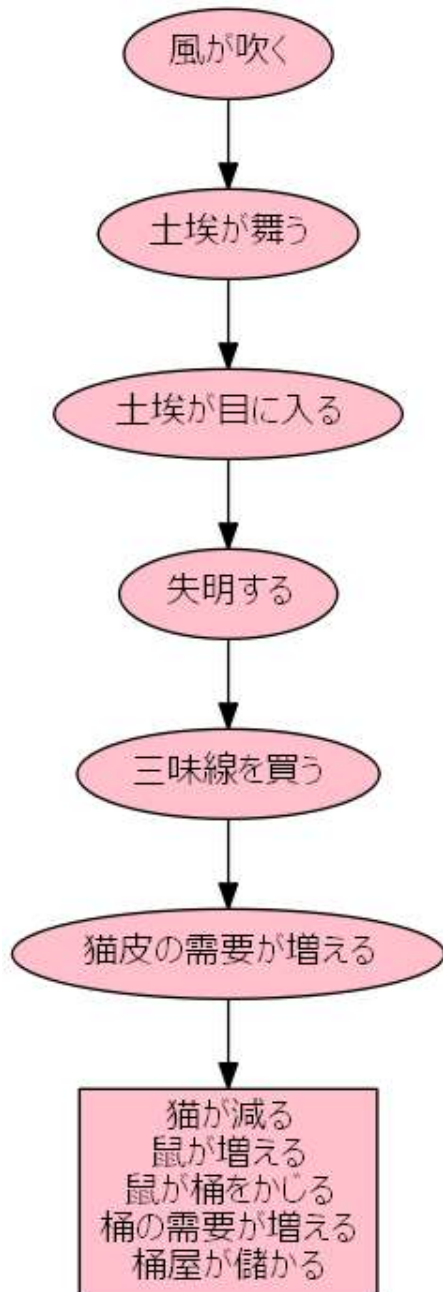 風が吹く
土埃が舞う
土埃が目に入る
失明する
三味線を買う
猫皮の需要が増える
猫が減る
鼠が増える
鼠が桶をかじる
桶の需要が増える
桶屋が儲かる